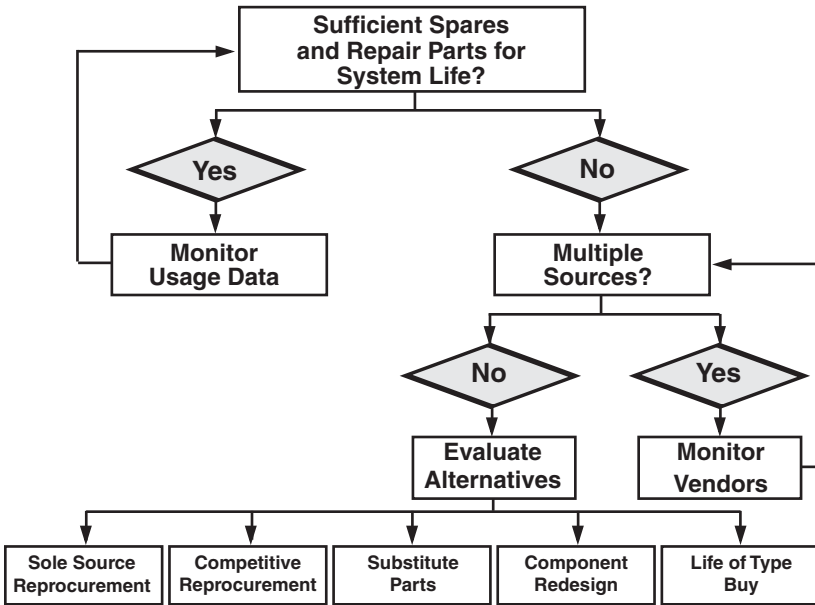 Sufficient Spares
and Repair Parts for
System Life?
Yes
No
Monitor
Usage Data
Multiple
Sources?
No
Yes
Evaluate
Alternatives
Monitor
Vendors
Sole Source
Reprocurement
Competitive
Reprocurement
Substitute
Parts
Component
Redesign
Life of Type
Buy